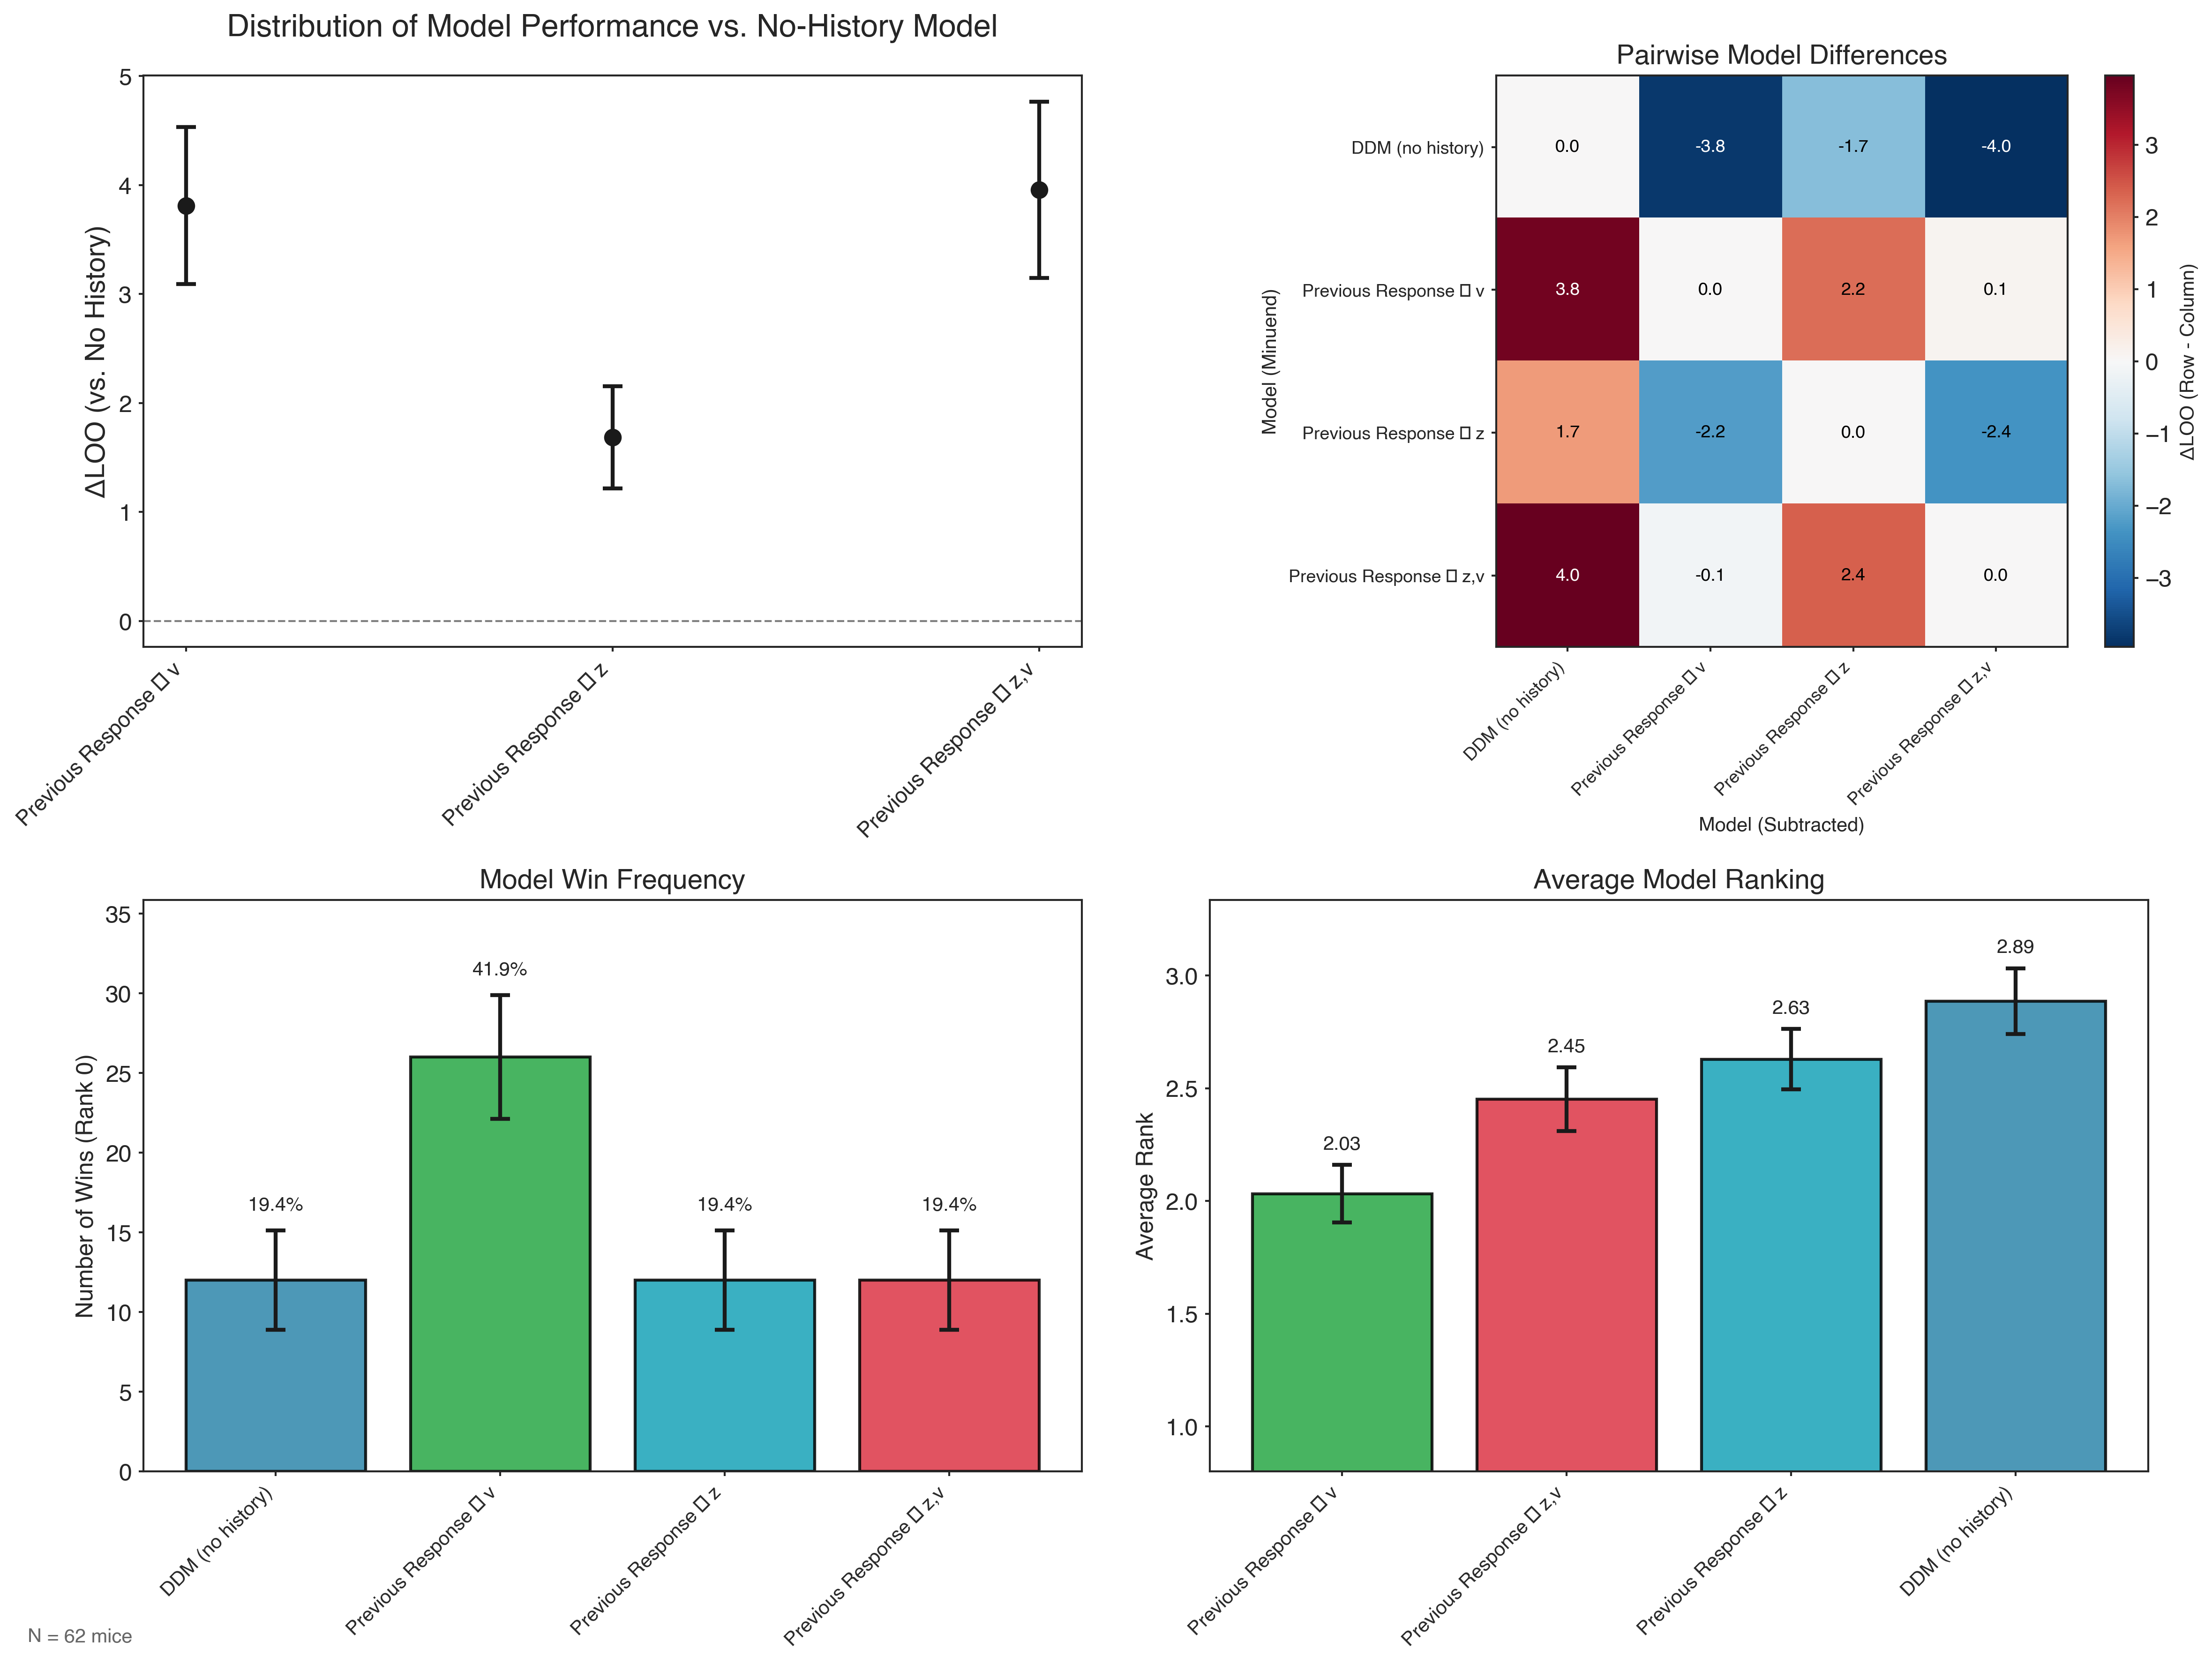 Distribution of Model Performance vs. No-History Model
ΔLOO (vs. No History)
5
4
3
2
1
0
Previous Response □ v
Previous Response □ z
Previous Response □ z,v
Pairwise Model Differences
Model (Minuend)
DDM (no history)
0.0 -3.8 -1.7 -4.0
Previous Response □ v
3.8 0.0 2.2 0.1
Previous Response □ z
1.7 -2.2 0.0 -2.4
Previous Response □ z,v
4.0 -0.1 2.4 0.0
DDM (no history)
Previous Response □ v
Previous Response □ z
Previous Response □ z,v
Model (Subtracted)
3
2
1
0
−1
−2
−3
ΔLOO (Row - Column)
Model Win Frequency
Number of Wins (Rank 0)
35
30
25
20
15
10
5
0
19.4%
41.9%
19.4%
19.4%
DDM (no history)
Previous Response □ v
Previous Response □ z
Previous Response □ z,v
Average Model Ranking
Average Rank
3.0
2.5
2.0
1.5
1.0
2.03
2.45
2.63
2.89
Previous Response □ v
Previous Response □ z,v
Previous Response □ z
DDM (no history)
N = 62 mice